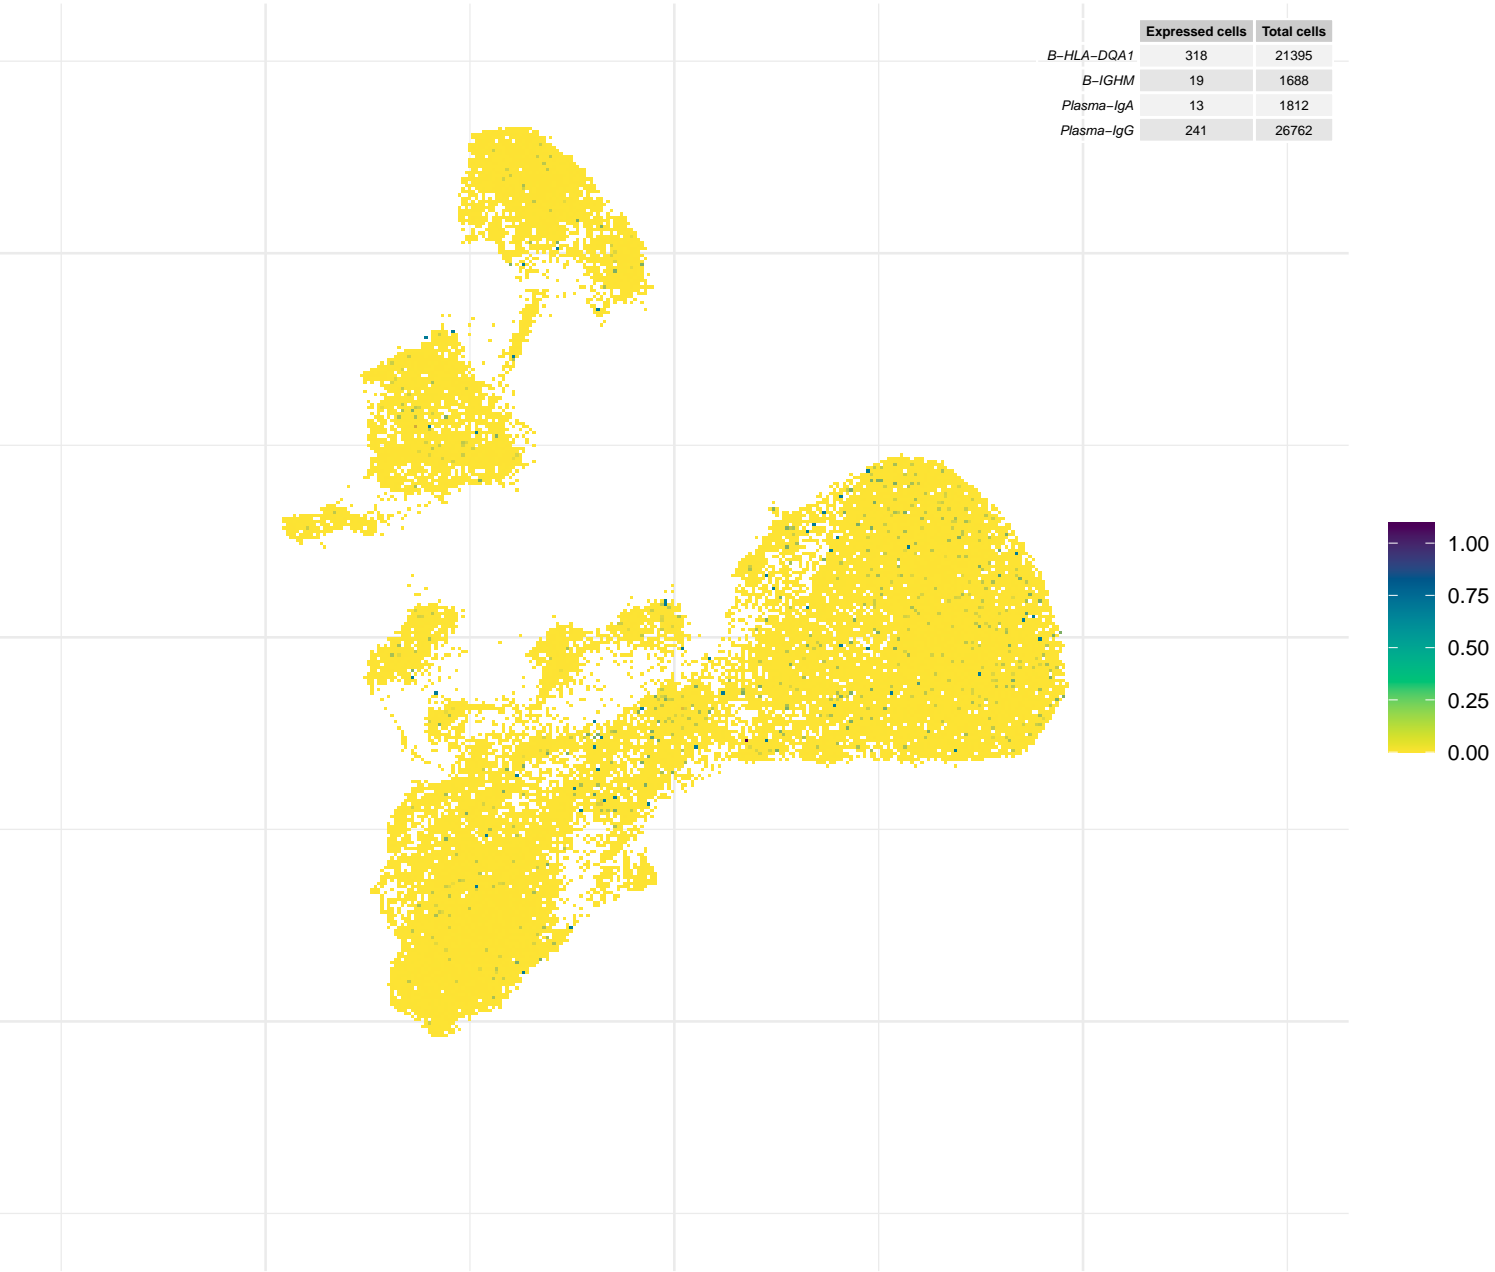 Expressed cells Total cells
B−HLA−DQA1 318 21395
B−IGHM 19 1688
Plasma−IgA 13 1812
Plasma−IgG 241 26762
1.00
0.75
0.50
0.25
0.00